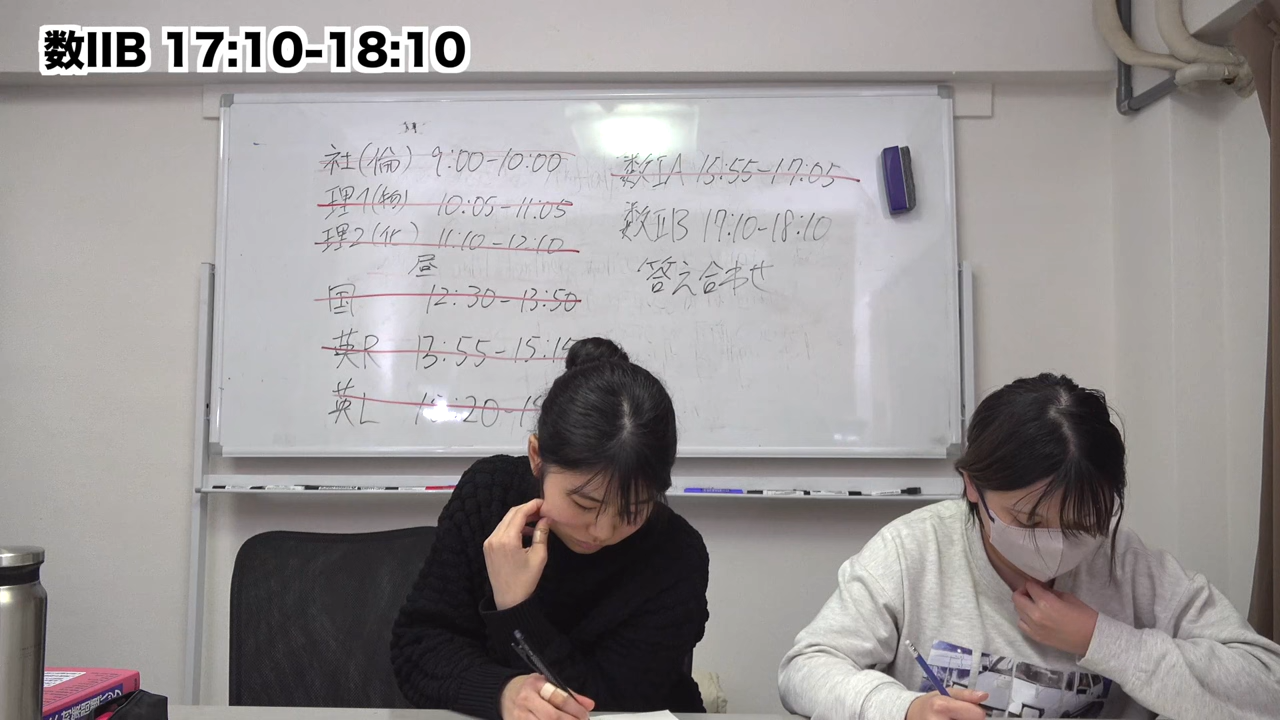 数IIB 17:10-18:10
社(倫) 9:00-10:00
理1(物) 10:05-11:05
理2(化) 11:10-12:10
昼
国 12:30-13:50
英R 13:55-15:15
英L 15:20-
数IA 15:55-17:05
数IIB 17:10-18:10
答え合わせ